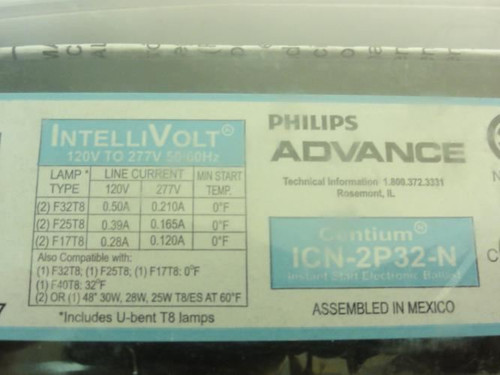 INTELLIVOLT®
120V TO 277V 50/60Hz
LAMP * TYPE LINE CURRENT MIN START TEMP.
120V 277V
(2) F32T8 0.50A 0.210A 0°F
(2) F25T8 0.39A 0.165A 0°F
(2) F17T8 0.28A 0.120A 0°F
Also Compatible with:
(1) F32T8; (1) F25T8, (1) F17T8: 0°F
(1) F40T8: 32°F
(2) OR (1) 48" 30W, 28W, 25W T8/ES AT 60°F
*Includes U-bent T8 lamps
PHILIPS
ADVANCE
Technical Information 1.800.372.3331
Rosemont, IL
Centium®
ICN-2P32-N
Instant Start Electronic Ballast
ASSEMBLED IN MEXICO